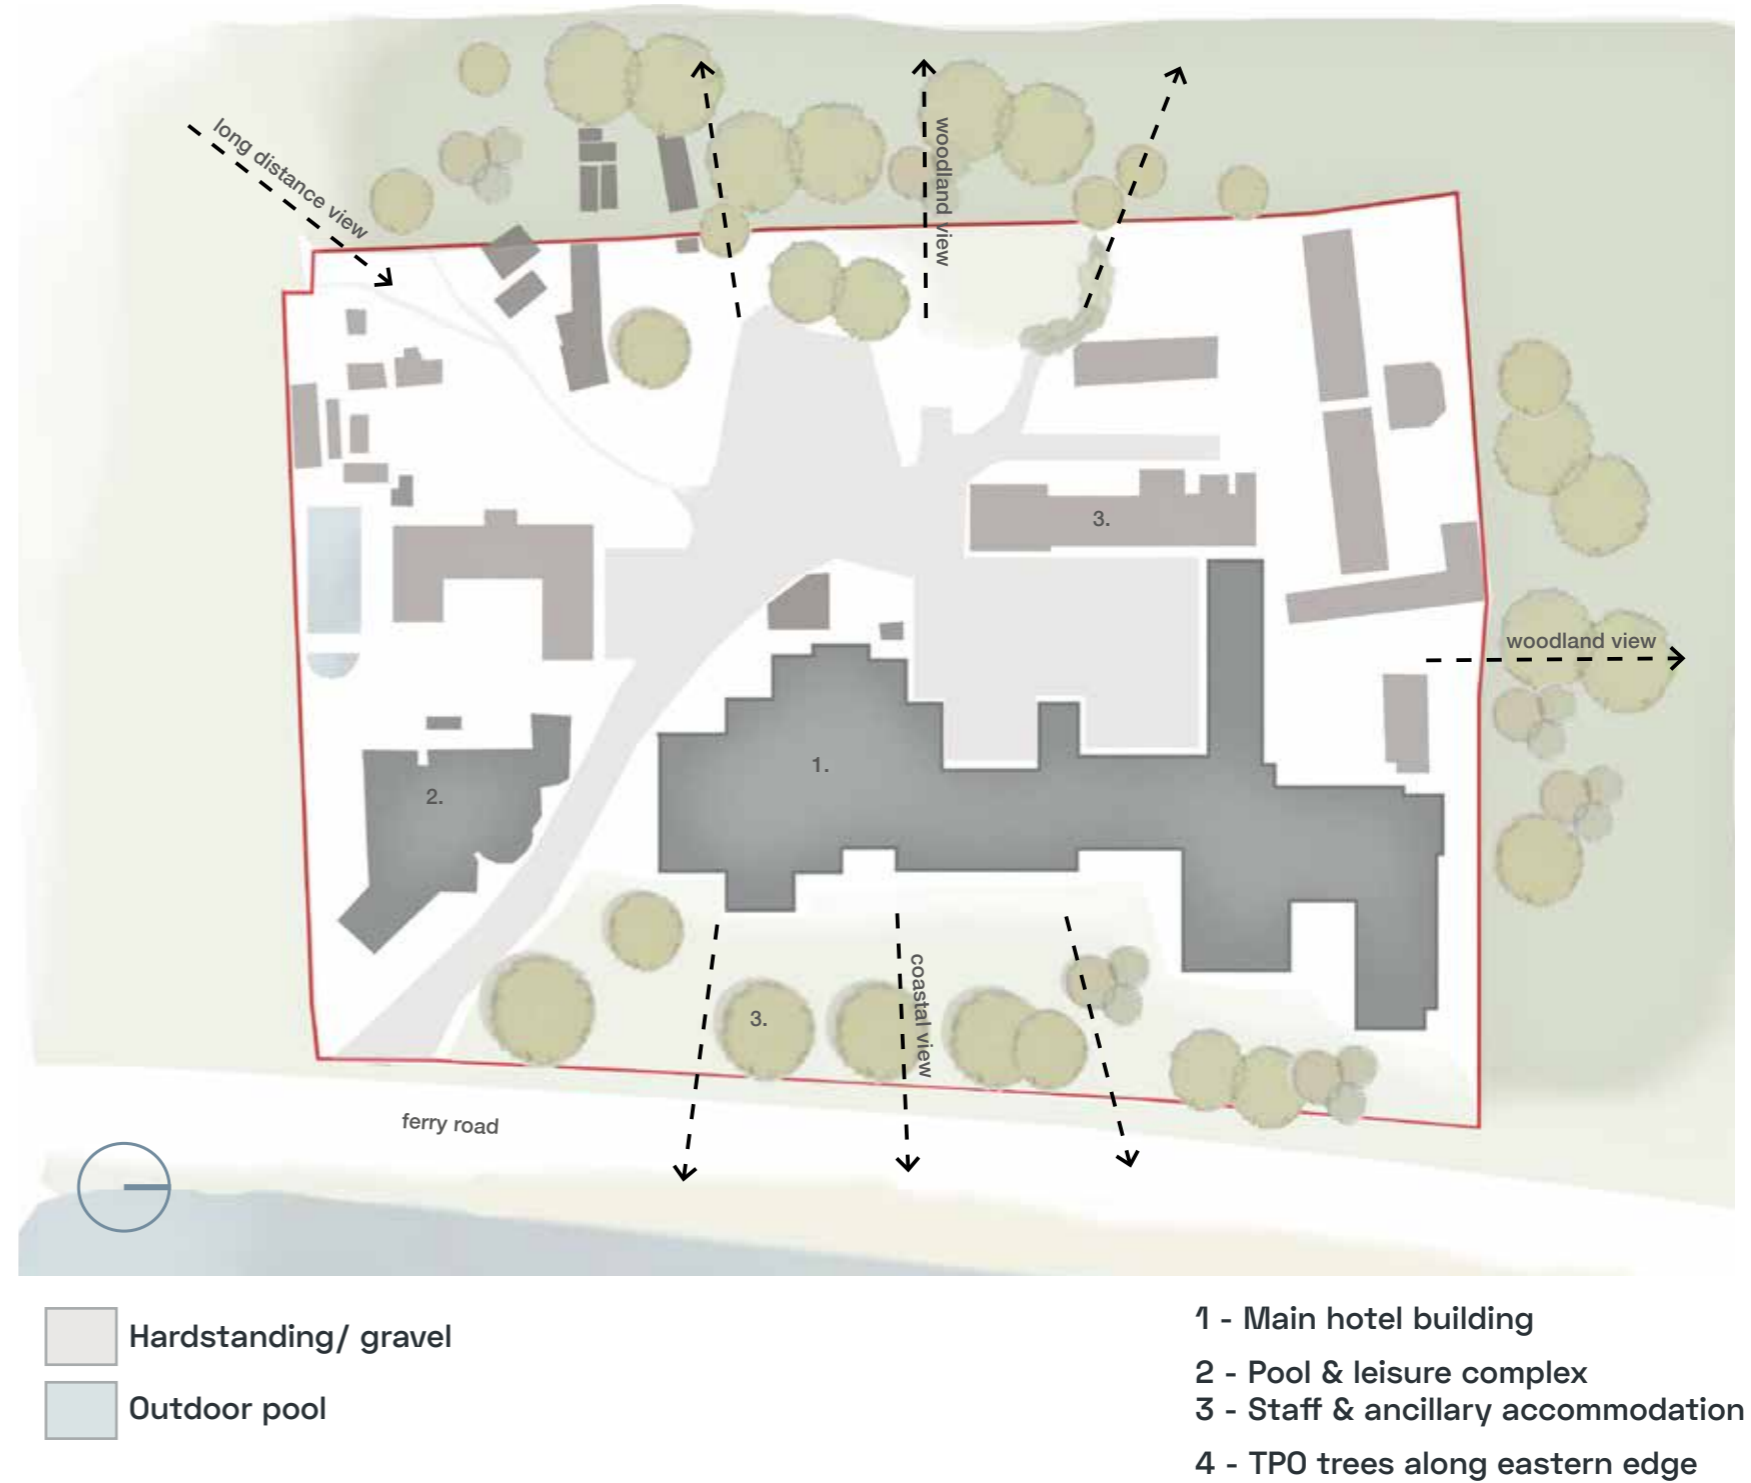 long distance view
woodland view
3.
woodland view
1.
2.
coastal view
3.
ferry road
Hardstanding/ gravel
Outdoor pool
1 - Main hotel building
2 - Pool & leisure complex
3 - Staff & ancillary accommodation
4 - TPO trees along eastern edge